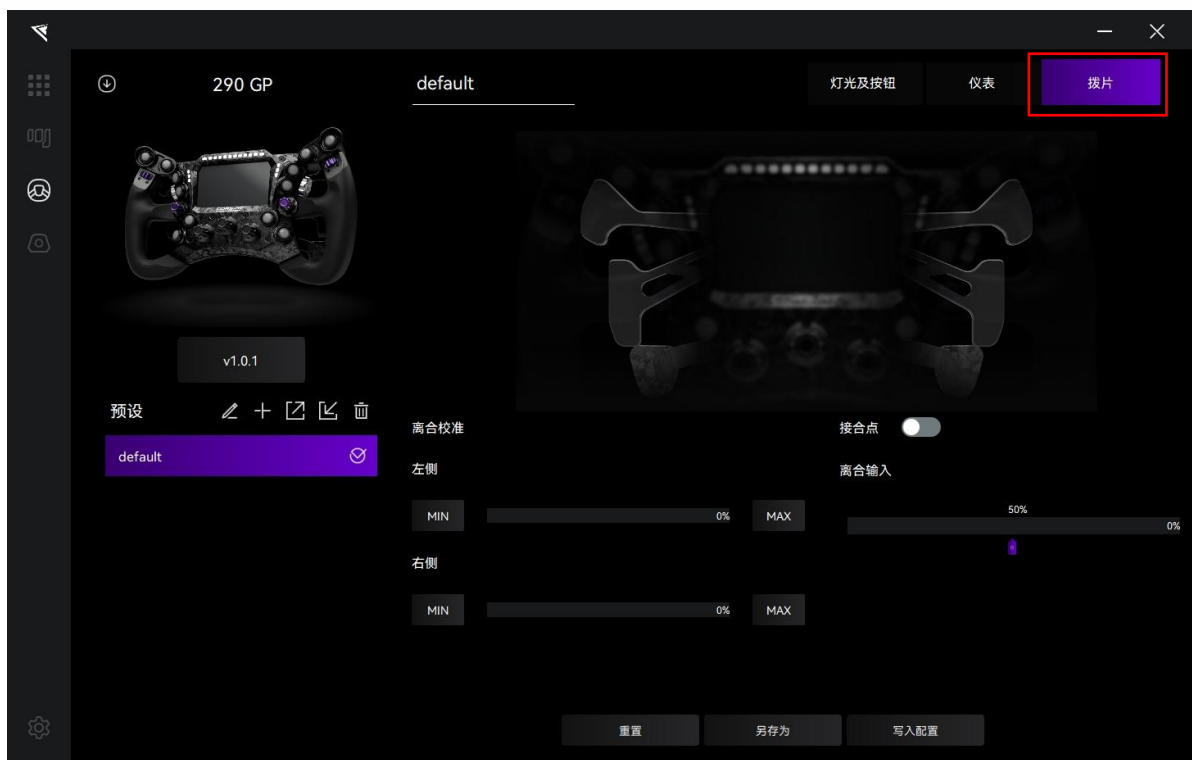 290 GP
default
灯光及按钮
仪表
拨片
v1.0.1
预设
default
离合校准
左侧
MIN
0%
MAX
右侧
MIN
0%
MAX
接合点
离合输入
50%
0%
重置
另存为
写入配置